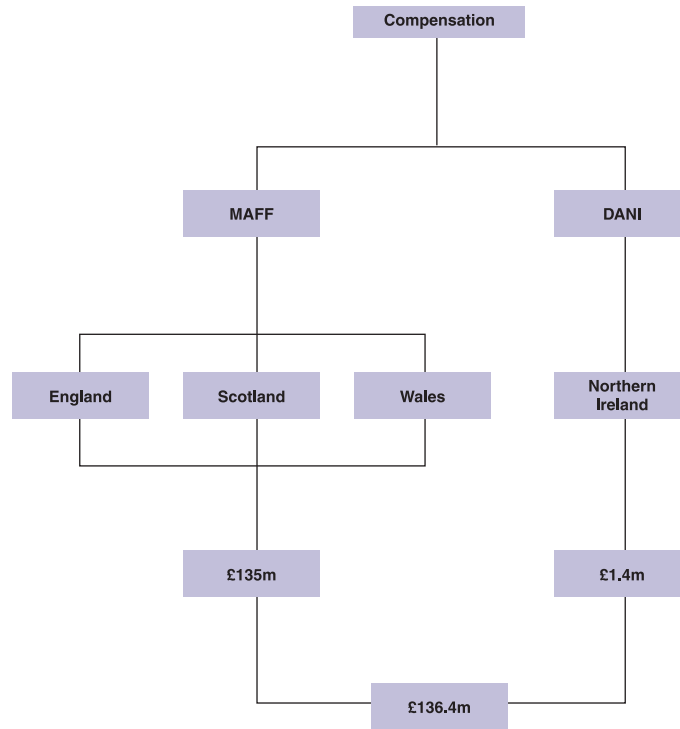 Compensation
MAFF
DANI
England
Scotland
Wales
Northern
Ireland
£135m
£1.4m
£136.4m